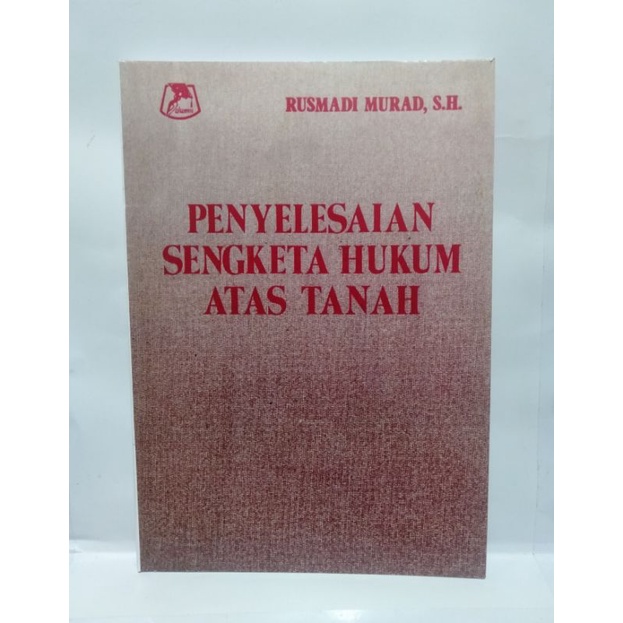 RUSMADI MURAD, S.H.
PENYELESAIAN
SENGKETA HUKUM
ATAS TANAH